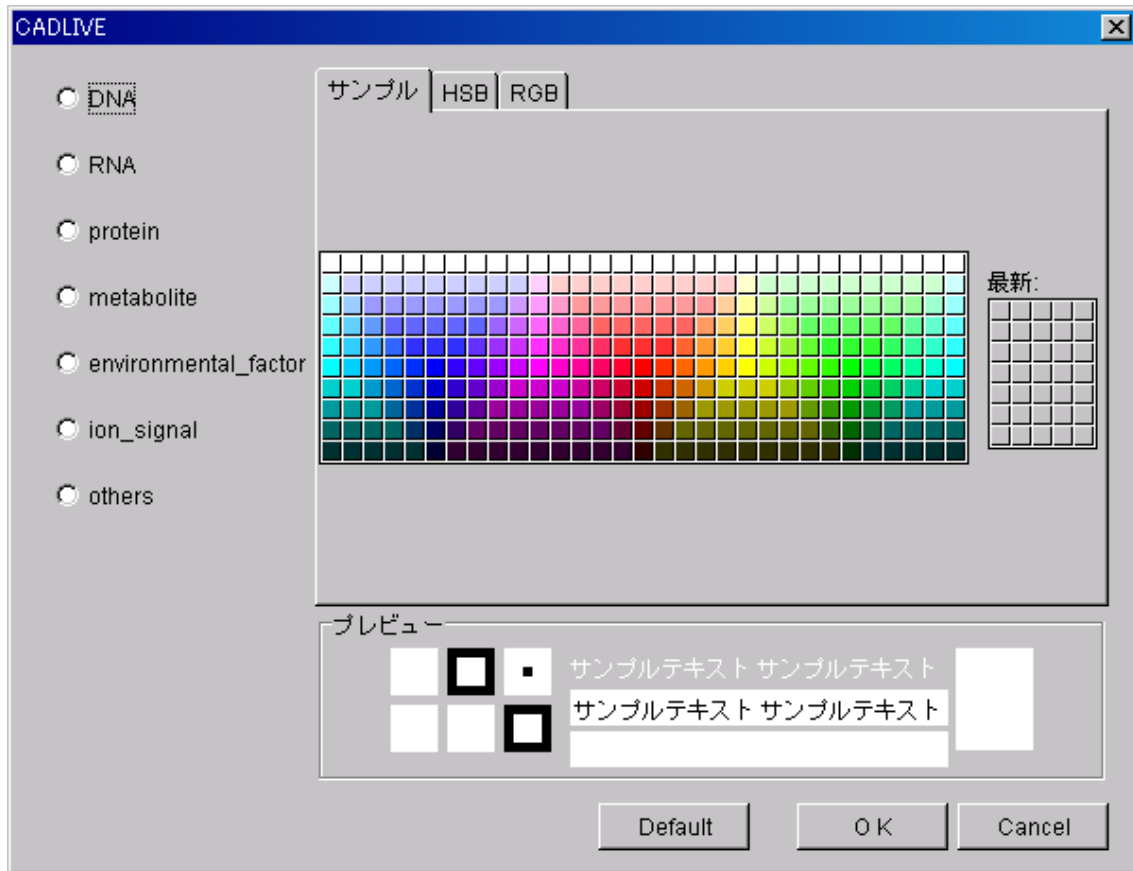 CADLIVE
DNA
RNA
protein
metabolite
environmental_factor
ion_signal
others
サンプル HSB RGB
最新:
プレビュー
サンプルテキスト サンプルテキスト
サンプルテキスト サンプルテキスト
Default OK Cancel